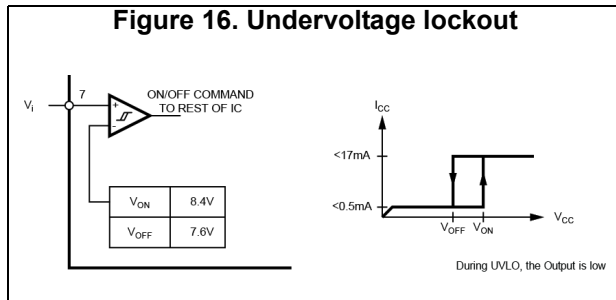 Figure 16. Undervoltage lockout
Vi
7
ON/OFF COMMAND
TO REST OF IC
+
-
VON 8.4V
VOFF 7.6V
ICC
<17mA
<0.5mA
VOFF VON
VCC
During UVLO, the Output is low